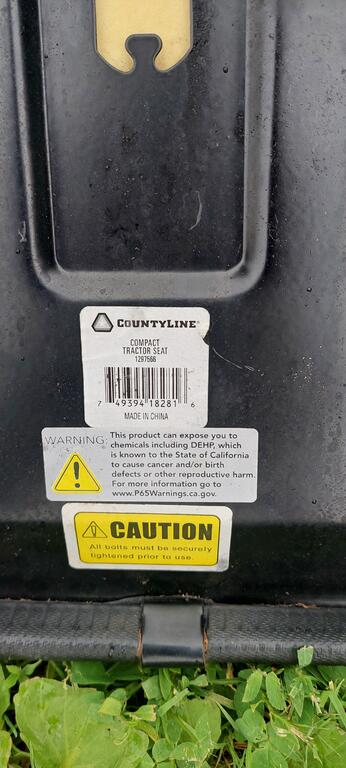 COUNTYLINE®
COMPACT
TRACTOR SEAT
1297566
7 49394 18281 6
MADE IN CHINA
WARNING: This product can expose you to
chemicals including DEHP, which
is known to the State of California
to cause cancer and/or birth
defects or other reproductive harm.
For more information go to
www.P65Warnings.ca.gov.
CAUTION
All bolts must be securely
tightened prior to use.